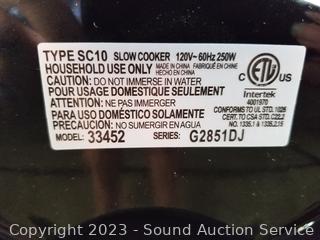 TYPE SC10 SLOW COOKER 120V~60Hz 250W
HOUSEHOLD USE ONLY MADE IN CHINA FABRIQUÉ EN CHINE
HECHO EN CHINA
CAUTION: DO NOT IMMERSE IN WATER
POUR USAGE DOMESTIQUE SEULEMENT
ATTENTION: NE PAS IMMERGER
PARA USO DOMÉSTICO SOLAMENTE
PRECAUCIÓN: NO SUMERGIR EN AGUA
MODEL: 33452 SERIES: G2851DJ
C ETL US
LISTED
Intertek
4001970
CONFORMS TO UL STD. 1026
CERT. TO CSA STD. C22.2
NO. 1335.1 & 1335.2.15
Copyright 2023 - Sound Auction Service